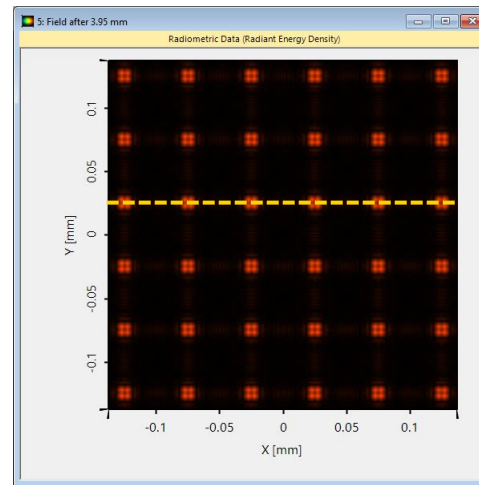 5: Field after 3.95 mm
Radiometric Data (Radiant Energy Density)
0.1
0.05
0
-0.05
-0.1
Y [mm]
-0.1 -0.05 0 0.05 0.1
X [mm]